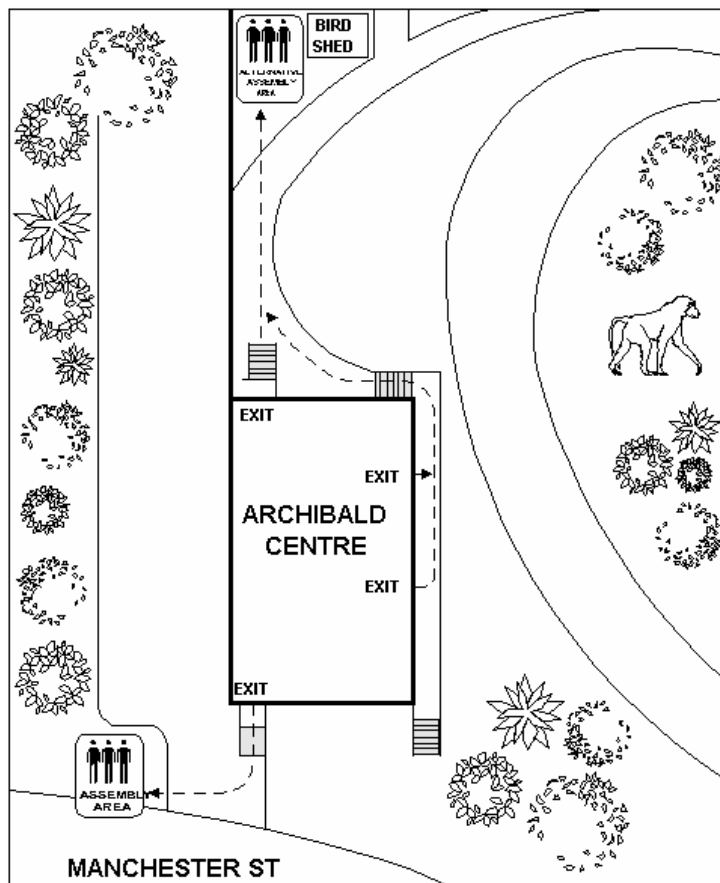 BIRD
SHED
ALTERNATIVE
ASSEMBLY
AREA
EXIT
EXIT
ARCHIBALD
CENTRE
EXIT
EXIT
ASSEMBLY
AREA
MANCHESTER ST